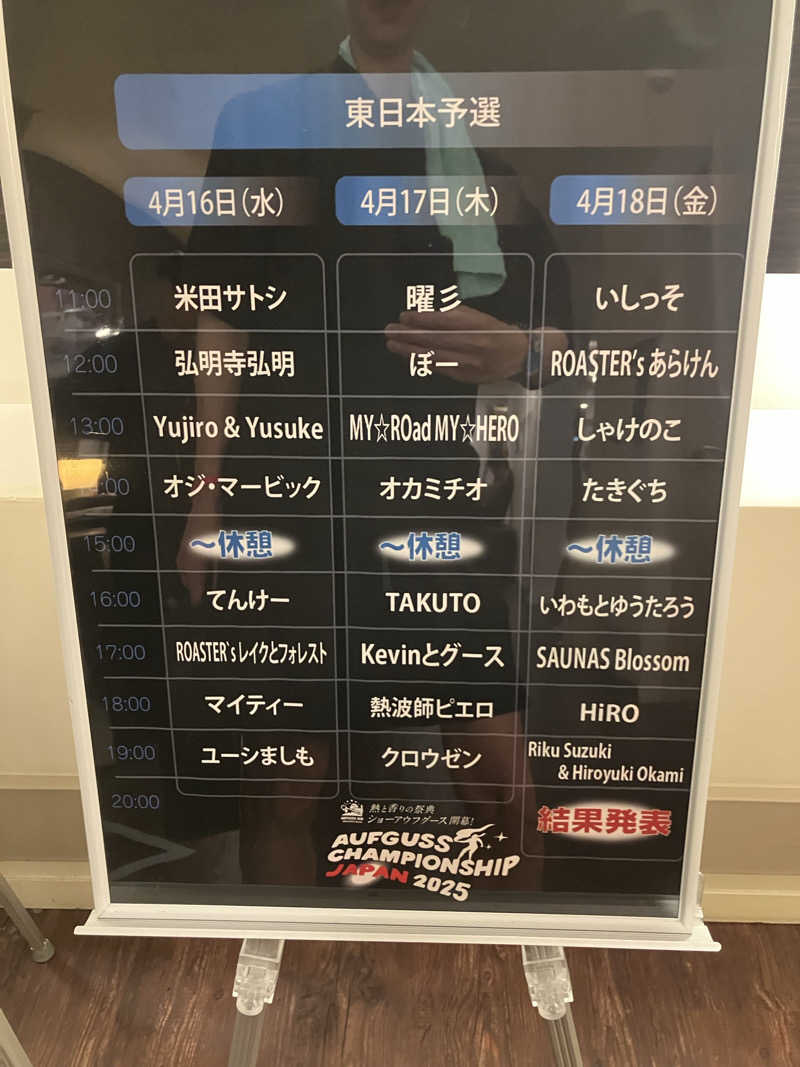 東日本予選
4月16日(水) 4月17日(木) 4月18日(金)
11:00 米田サトシ 曜彡 いしっそ
12:00 弘明寺弘明 ぼー ROASTER's あらけん
13:00 Yujiro & Yusuke MY☆ROad MY☆HERO しゃけのこ
:00 オジ・マービック オカミチオ たきぐち
15:00 〜休憩 〜休憩 〜休憩
16:00 てんけー TAKUTO いわもとゆうたろう
17:00 ROASTER`s レイクとフォレスト Kevinとグース SAUNAS Blossom
18:00 マイティー 熱波師ピエロ HiRO
19:00 ユーシましも クロウゼン Riku Suzuki
& Hiroyuki Okami
20:00 結果発表
熱と香りの祭典
ショーアウフグース開幕!
AUFGUSS
CHAMPIONSHIP
JAPAN 2025